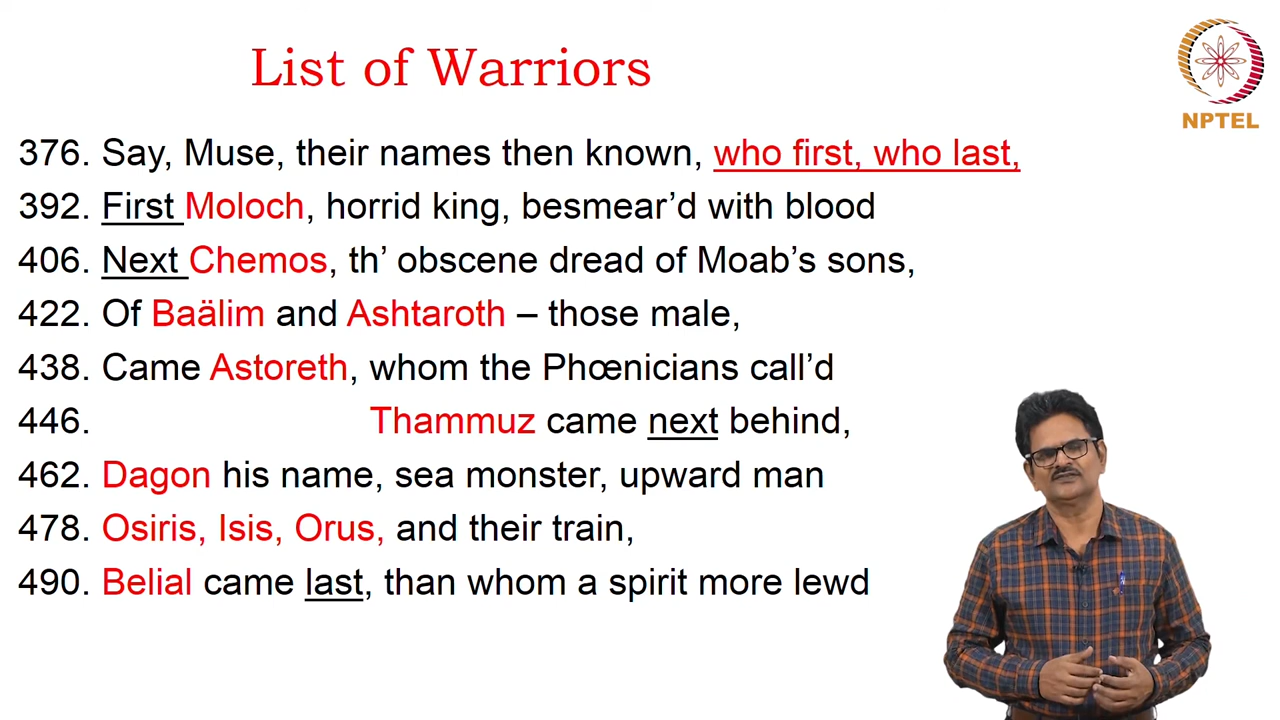 List of Warriors
NPTEL
376. Say, Muse, their names then known, who first, who last,
392. First Moloch, horrid king, besmear’d with blood
406. Next Chemos, th’ obscene dread of Moab’s sons,
422. Of Baälim and Ashtaroth – those male,
438. Came Astoreth, whom the Phœnicians call’d
446. Thammuz came next behind,
462. Dagon his name, sea monster, upward man
478. Osiris, Isis, Orus, and their train,
490. Belial came last, than whom a spirit more lewd